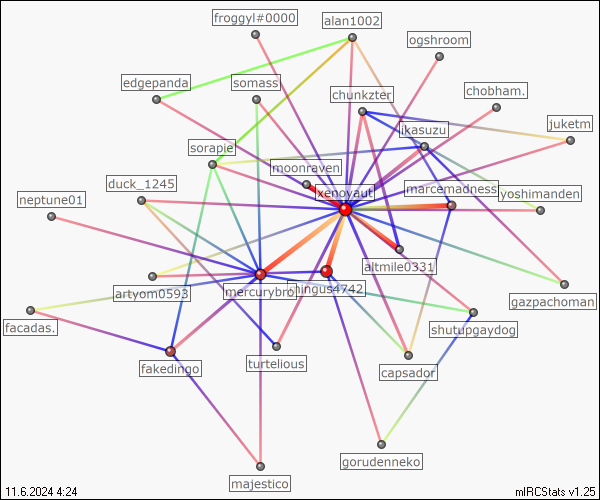 froggyl#0000
alan1002
ogshroom
edgepanda
somass
chunkzter
chobham.
ikasuzu
juketm
sorapie
moonraven
duck_1245
xenoyaut
marcemadness
yoshimanden
neptune01
altmile0331
artyom0593
mercurybro
mingus4742
gazpachoman
facadas.
shutupgaydog
fakedingo
turtelious
capsador
gorudenneko
majestico
11.6.2024 4:24
mIRCStats v1.25